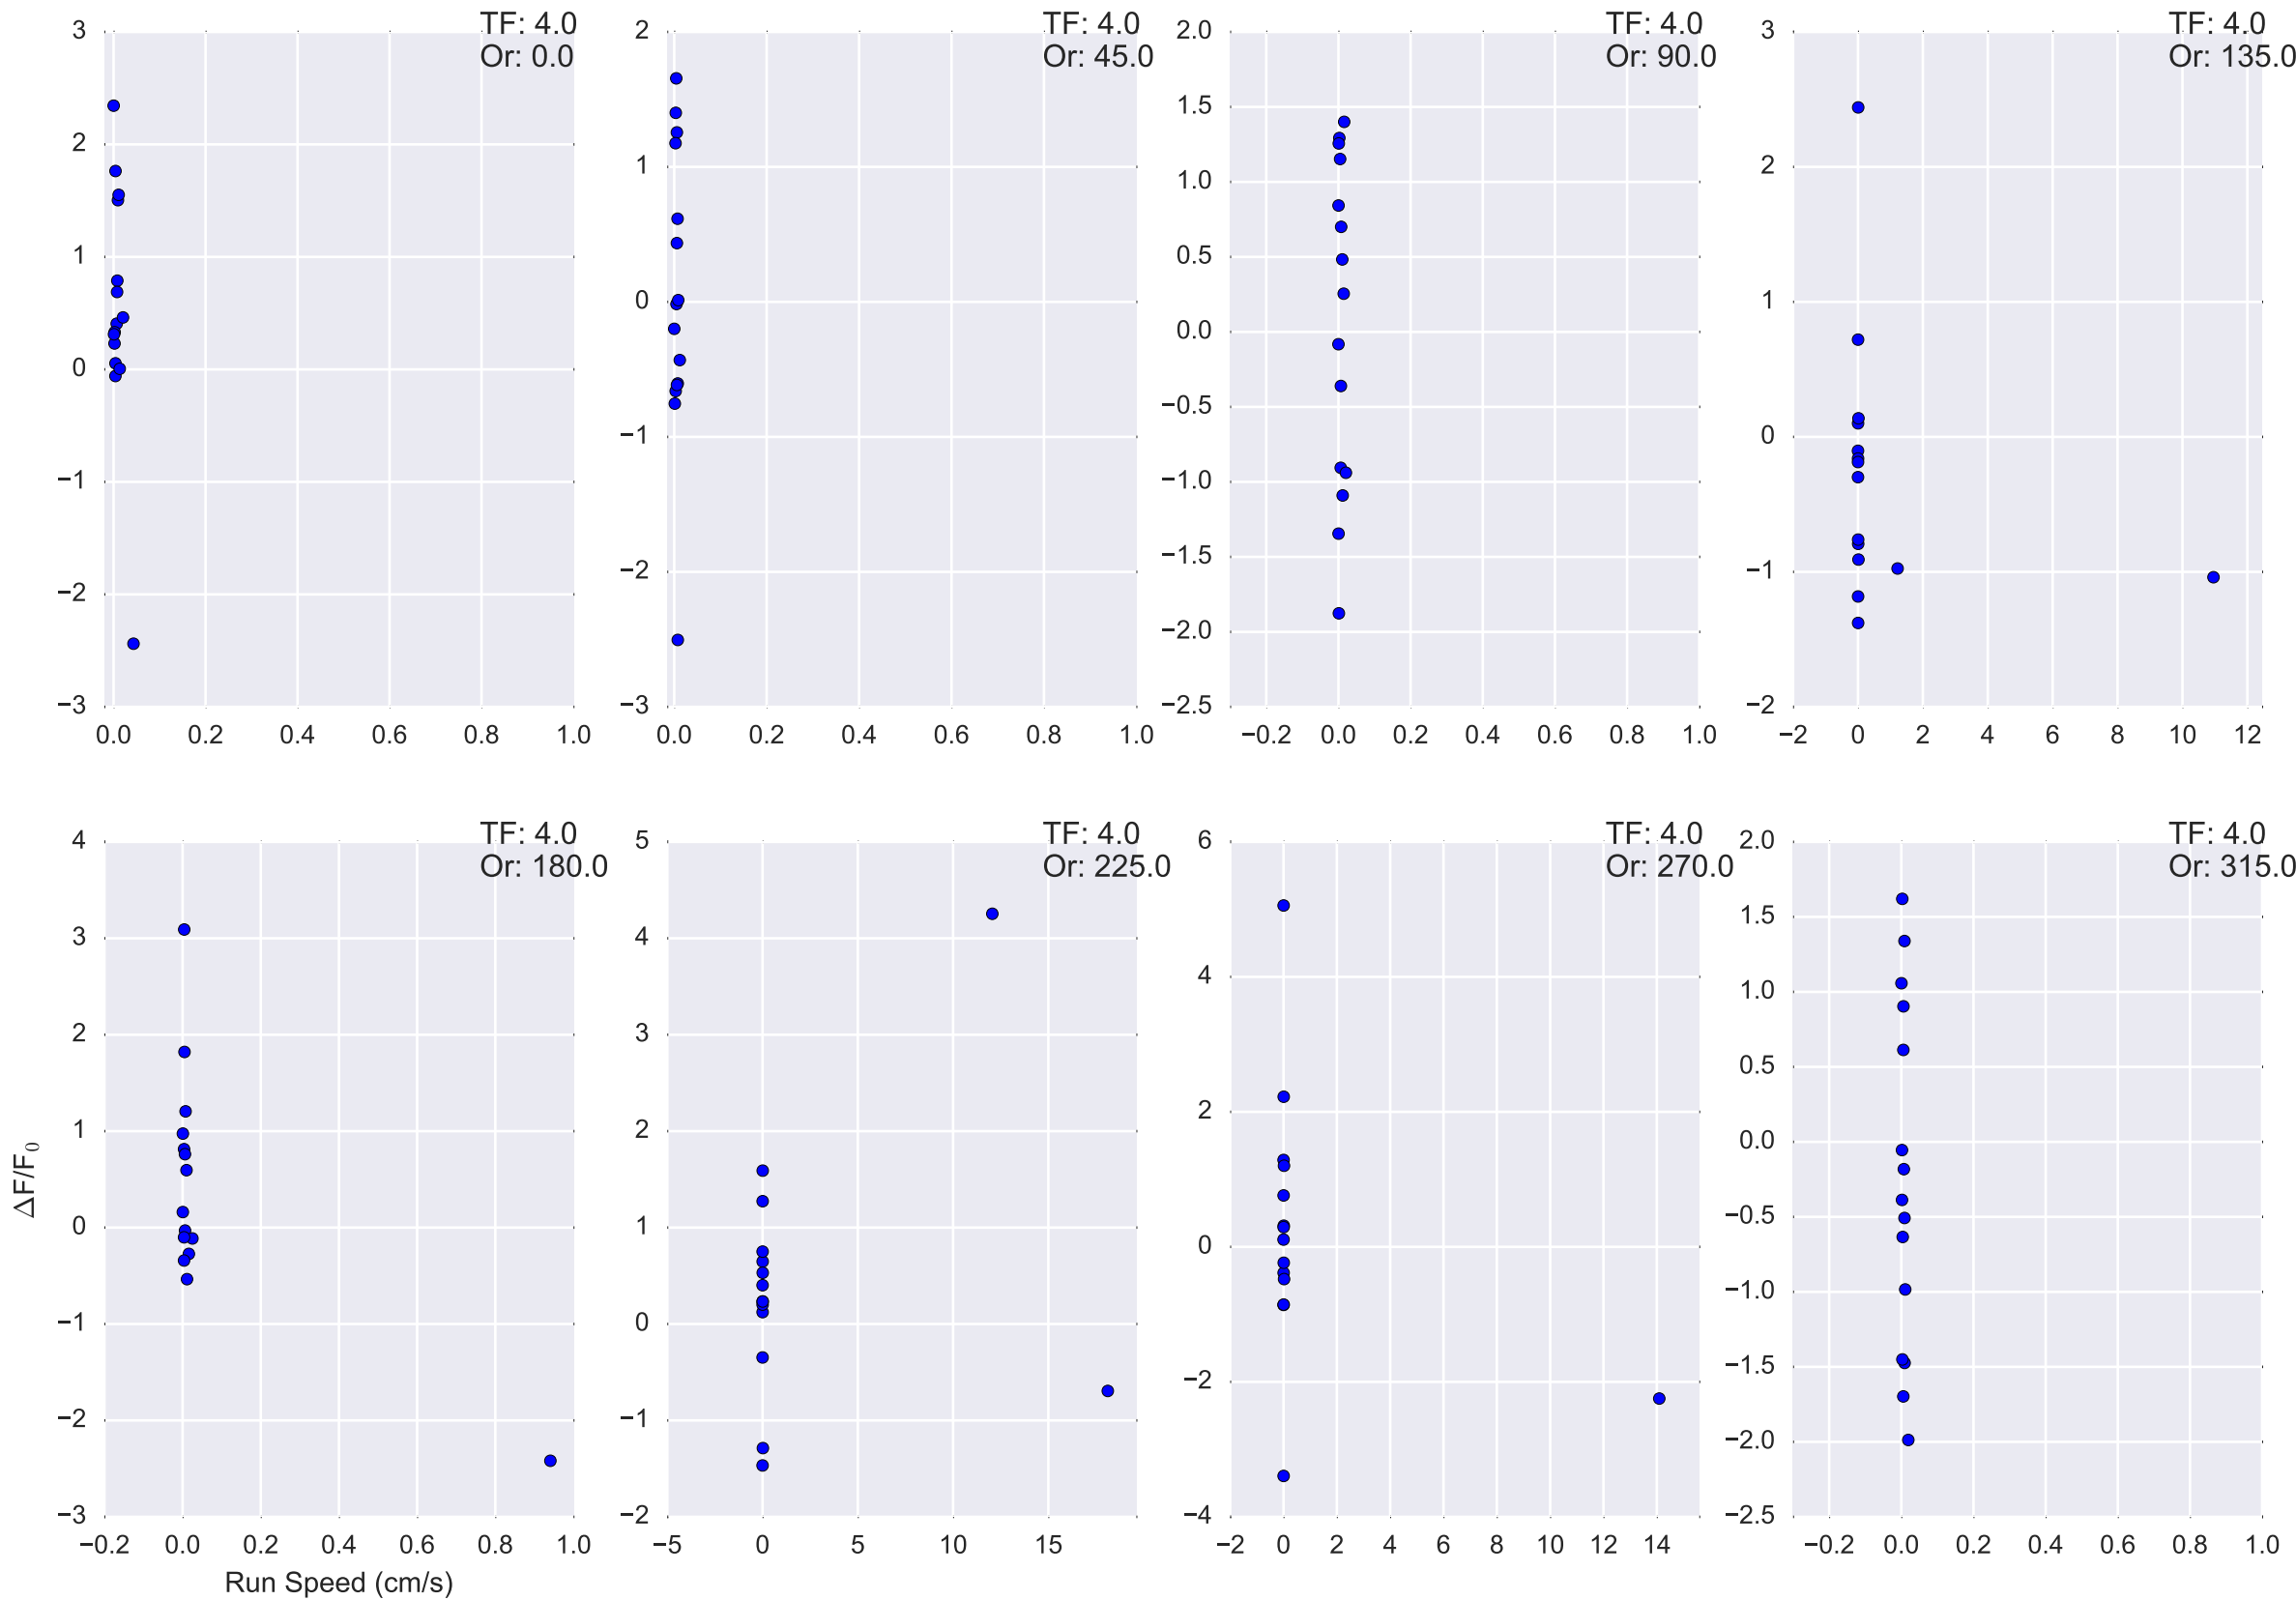 TF: 4.0
Or: 0.0
3
2
1
0
−1
−2
−3
0.0 0.2 0.4 0.6 0.8 1.0
TF: 4.0
Or: 45.0
2
1
0
−1
−2
−3
0.0 0.2 0.4 0.6 0.8 1.0
TF: 4.0
Or: 90.0
2.0
1.5
1.0
0.5
0.0
−0.5
−1.0
−1.5
−2.0
−2.5
−0.2 0.0 0.2 0.4 0.6 0.8 1.0
TF: 4.0
Or: 135.0
3
2
1
0
−1
−2
−2 0 2 4 6 8 10 12
TF: 4.0
Or: 180.0
4
3
2
1
0
−1
−2
−3
−0.2 0.0 0.2 0.4 0.6 0.8 1.0
ΔF/F0
Run Speed (cm/s)
TF: 4.0
Or: 225.0
5
4
3
2
1
0
−1
−2
−5 0 5 10 15
TF: 4.0
Or: 270.0
6
4
2
0
−2
−4
−2 0 2 4 6 8 10 12 14
TF: 4.0
Or: 315.0
2.0
1.5
1.0
0.5
0.0
−0.5
−1.0
−1.5
−2.0
−2.5
−0.2 0.0 0.2 0.4 0.6 0.8 1.0